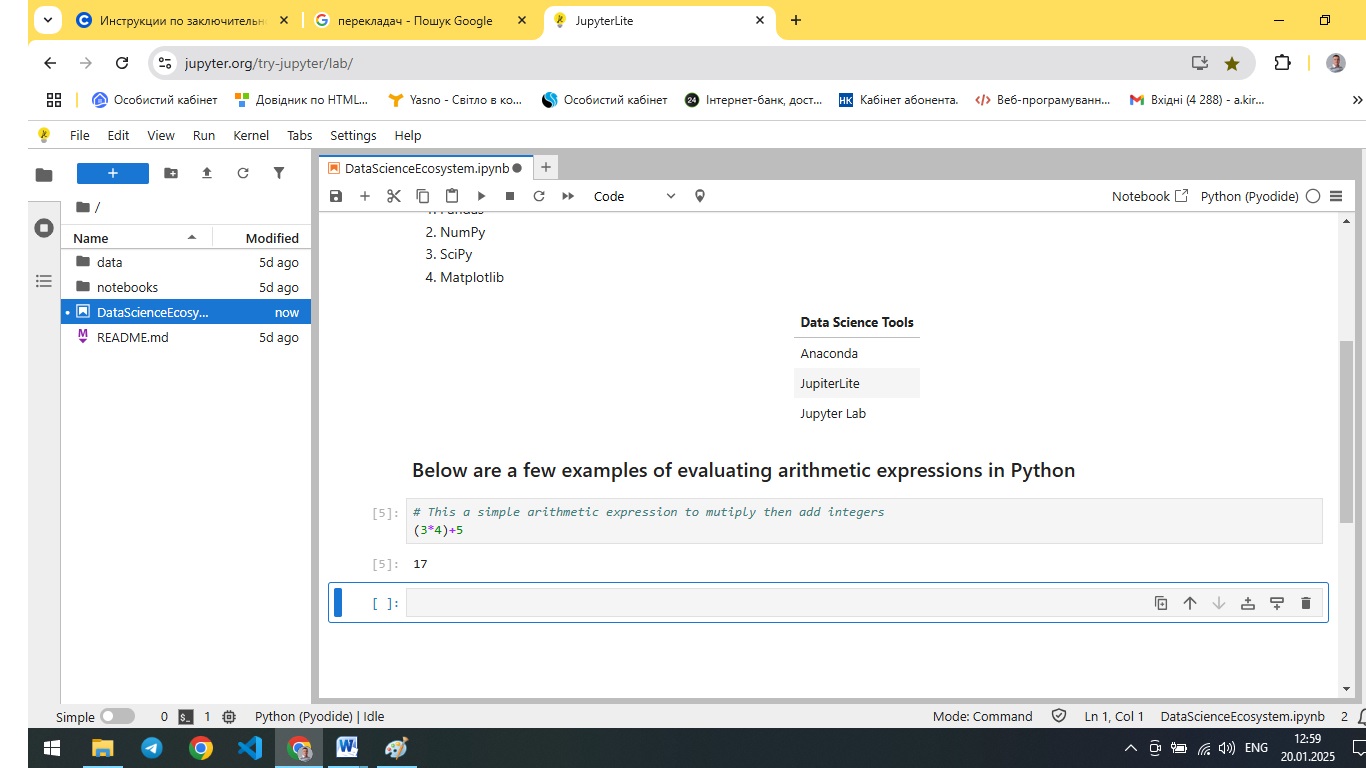 Инструкции по заключительн
перекладач - Пошук Google
JupyterLite
jupyter.org/try-jupyter/lab/
Особистий кабінет
Довідник по HTML...
Yasno - Світло в ко...
Особистий кабінет
24
Інтернет-банк, дост...
НК
Кабінет абонента.
Веб-програмуванн...
Вхідні (4 288) - a.kir...
File Edit View Run Kernel Tabs Settings Help
DataScienceEcosystem.ipynb
Code
Notebook
Python (Pyodide)
/
Name Modified
data 5d ago
notebooks 5d ago
DataScienceEcosy... now
README.md 5d ago
1. Pandas
2. NumPy
3. SciPy
4. Matplotlib
Data Science Tools
Anaconda
JupiterLite
Jupyter Lab
Below are a few examples of evaluating arithmetic expressions in Python
[5]: # This a simple arithmetic expression to mutiply then add integers
(3*4)+5
[5]: 17
[ ]:
Simple 0 1 Python (Pyodide) | Idle
Mode: Command Ln 1, Col 1 DataScienceEcosystem.ipynb 2
ENG
12:59
20.01.2025